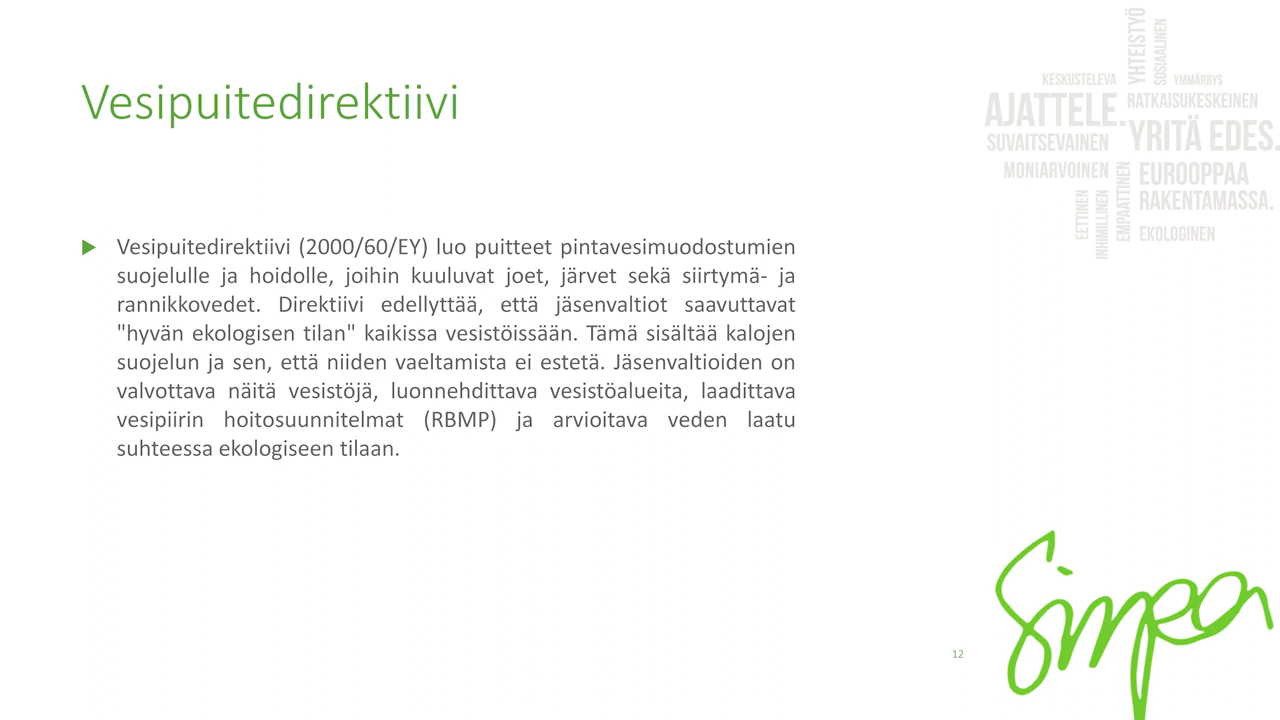 Vesipuitedirektiivi
Vesipuitedirektiivi (2000/60/EY) luo puitteet pintavesimuodostumien
suojelulle ja hoidolle, joihin kuuluvat joet, järvet sekä siirtymä- ja
rannikkovedet. Direktiivi edellyttää, että jäsenvaltiot saavuttavat
"hyvän ekologisen tilan" kaikissa vesistöissään. Tämä sisältää kalojen
suojelun ja sen, että niiden vaeltamista ei estetä. Jäsenvaltioiden on
valvottava näitä vesistöjä, luonnehdittava vesistöalueita, laadittava
vesipiirin hoitosuunnitelmat (RBMP) ja arvioitava veden laatu
suhteessa ekologiseen tilaan.
YHTEISTYÖ
SOSIAALINEN
KESKUSTELEVA
YMMÄRRYS
AJATTELE.
RATKAISUKESKEINEN
SUVAITSEVAINEN
YRITÄ EDES.
MONIARVOINEN
EUROOPPAA
RAKENTAMASSA.
EETTINEN
INHIMILLINEN
EMPAATTINEN
EKOLOGINEN
12
Simpa